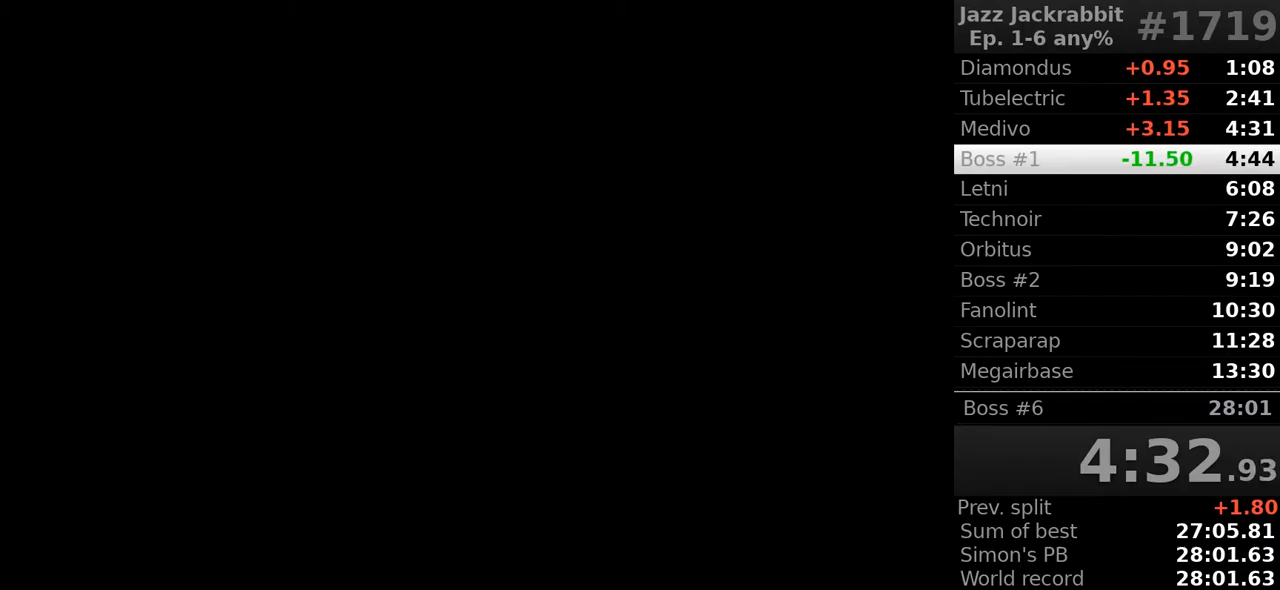 Jazz Jackrabbit
Ep. 1-6 any%
#1719
Diamondus +0.95 1:08
Tubelectric +1.35 2:41
Medivo +3.15 4:31
Boss #1 -11.50 4:44
Letni 6:08
Technoir 7:26
Orbitus 9:02
Boss #2 9:19
Fanolint 10:30
Scraparap 11:28
Megairbase 13:30
Boss #6 28:01
4:32.93
Prev. split +1.80
Sum of best 27:05.81
Simon's PB 28:01.63
World record 28:01.63